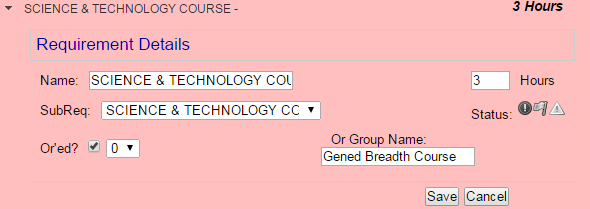 SCIENCE & TECHNOLOGY COURSE - 3 Hours
Requirement Details
Name: SCIENCE & TECHNOLOGY COU 3 Hours
SubReq: SCIENCE & TECHNOLOGY CC Status:
Or'ed? 0 Or Group Name:
Gened Breadth Course
Save Cancel